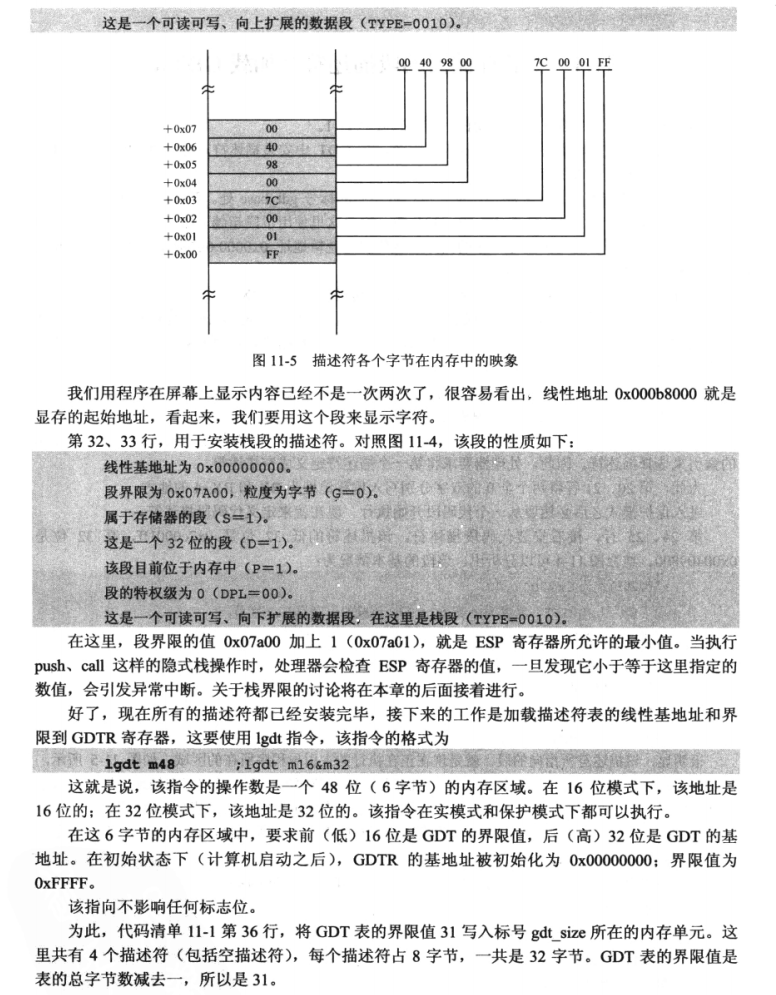 这是一个可读可写、向上扩展的数据段（TYPE=0010）。
00 40 98 00 7C 00 01 FF
+0x07 00
+0x06 40
+0x05 98
+0x04 00
+0x03 7C
+0x02 00
+0x01 01
+0x00 FF
图 11-5 描述符各个字节在内存中的映象
我们用程序在屏幕上显示内容已经不是一次两次了，很容易看出，线性地址 0x000b8000 就是
显存的起始地址，看起来，我们要用这个段来显示字符。
第 32、33 行，用于安装栈段的描述符。对照图 11-4，该段的性质如下：
线性基地址为 0x00000000。
段界限为 0x07A00，粒度为字节（G=0）。
属于存储器的段（S=1）。
这是一个 32 位的段（D=1）。
该段目前位于内存中（P=1）。
段的特权级为 0（DPL=00）。
这是一个可读可写、向下扩展的数据段，在这里是栈段（TYPE=0010）。
在这里，段界限的值 0x07a00 加上 1（0x07a01），就是 ESP 寄存器所允许的最小值。当执行
push、call 这样的隐式栈操作时，处理器会检查 ESP 寄存器的值，一旦发现它小于等于这里指定的
数值，会引发异常中断。关于栈界限的讨论将在本章的后面接着进行。
好了，现在所有的描述符都已经安装完毕，接下来的工作是加载描述符表的线性基地址和界
限到 GDTR 寄存器，这要使用 lgdt 指令，该指令的格式为
lgdt m48 ;lgdt m16&m32
这就是说，该指令的操作数是一个 48 位（6 字节）的内存区域。在 16 位模式下，该地址是
16 位的；在 32 位模式下，该地址是 32 位的。该指令在实模式和保护模式下都可以执行。
在这 6 字节的内存区域中，要求前（低）16 位是 GDT 的界限值，后（高）32 位是 GDT 的基
地址。在初始状态下（计算机启动之后），GDTR 的基地址被初始化为 0x00000000；界限值为
0xFFFF。
该指向不影响任何标志位。
为此，代码清单 11-1 第 36 行，将 GDT 表的界限值 31 写入标号 gdt_size 所在的内存单元。这
里共有 4 个描述符（包括空描述符），每个描述符占 8 字节，一共是 32 字节。GDT 表的界限值是
表的总字节数减去一，所以是 31。